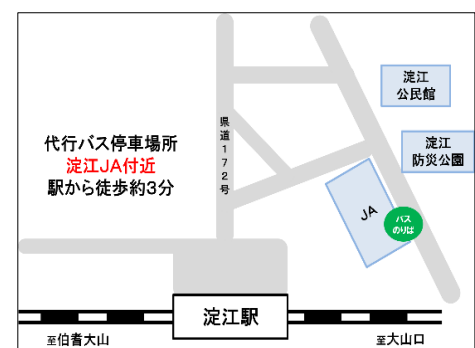 代行バス停車場所
淀江JA付近
駅から徒歩約3分
県道172号
淀江
公民館
淀江
防災公園
JA
バス
のりば
淀江駅
至伯耆大山
至大山口